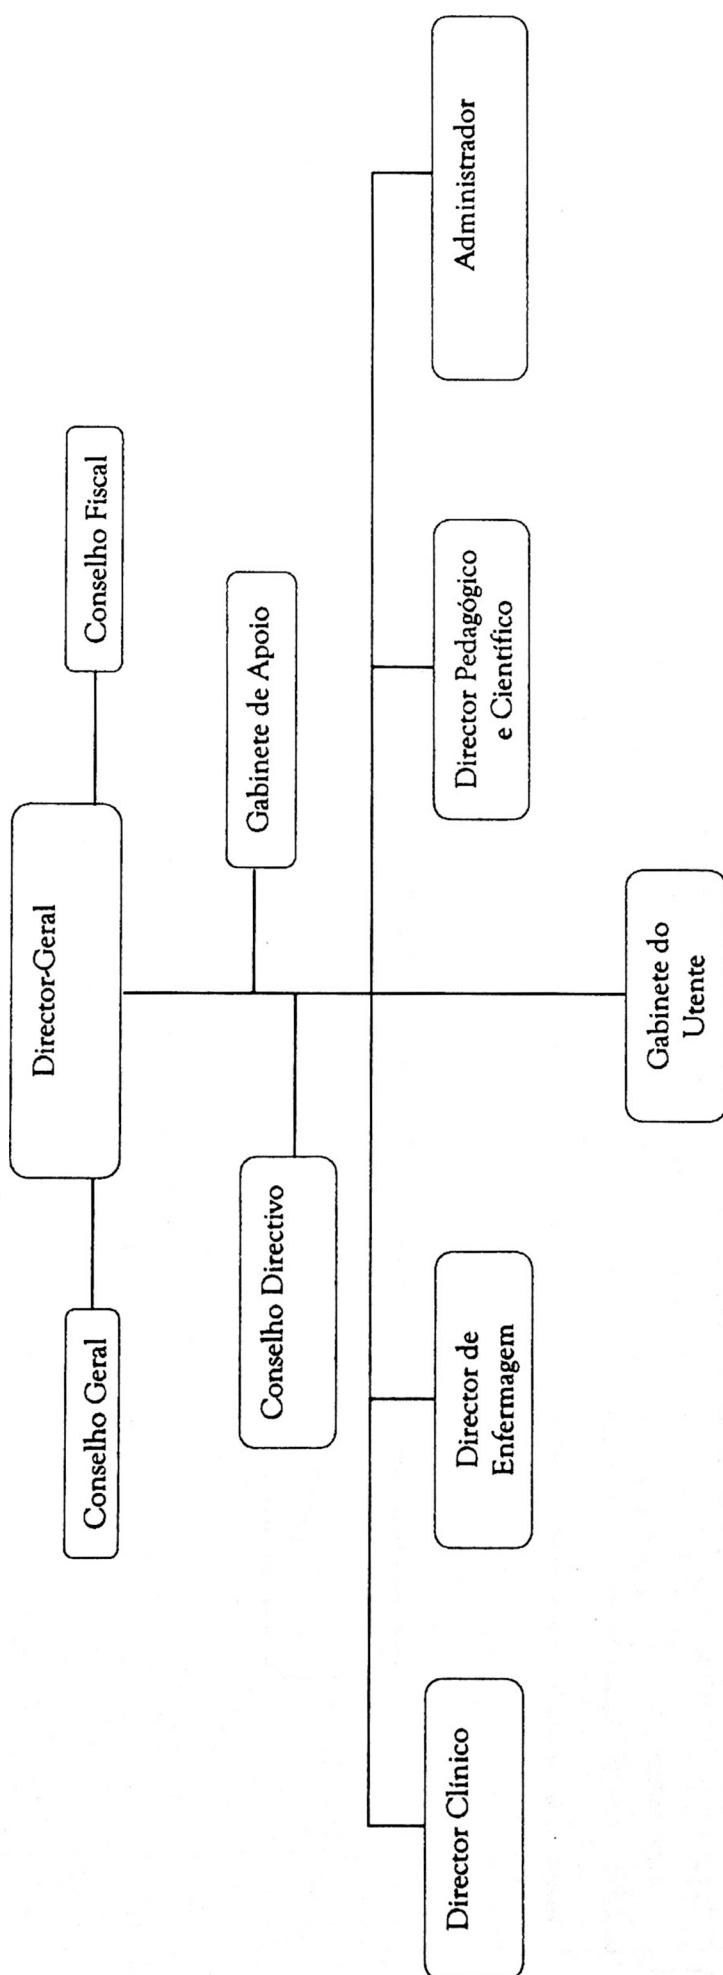 Director-Geral
Conselho Geral
Conselho Fiscal
Gabinete de Apoio
Conselho Directivo
Director Clínico
Director de
Enfermagem
Director Pedagógico
e Científico
Administrador
Gabinete do
Utente